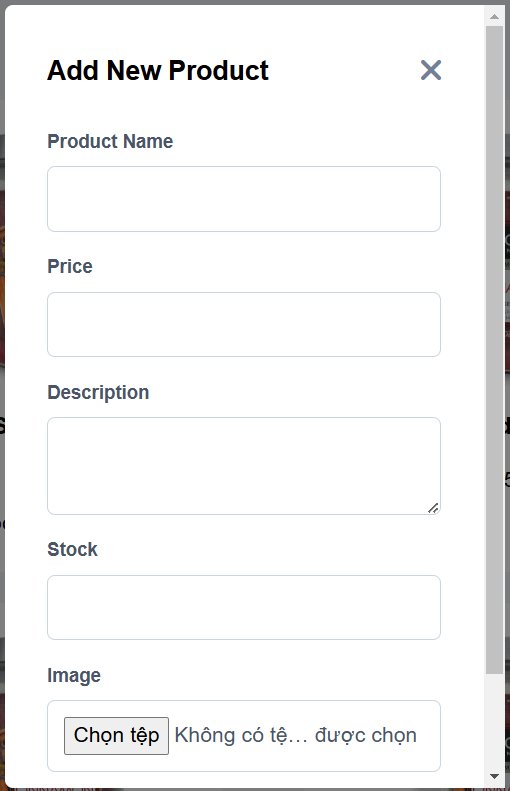 Add New Product
Product Name
Price
Description
Stock
Image
Chọn tệp Không có tệ… được chọn